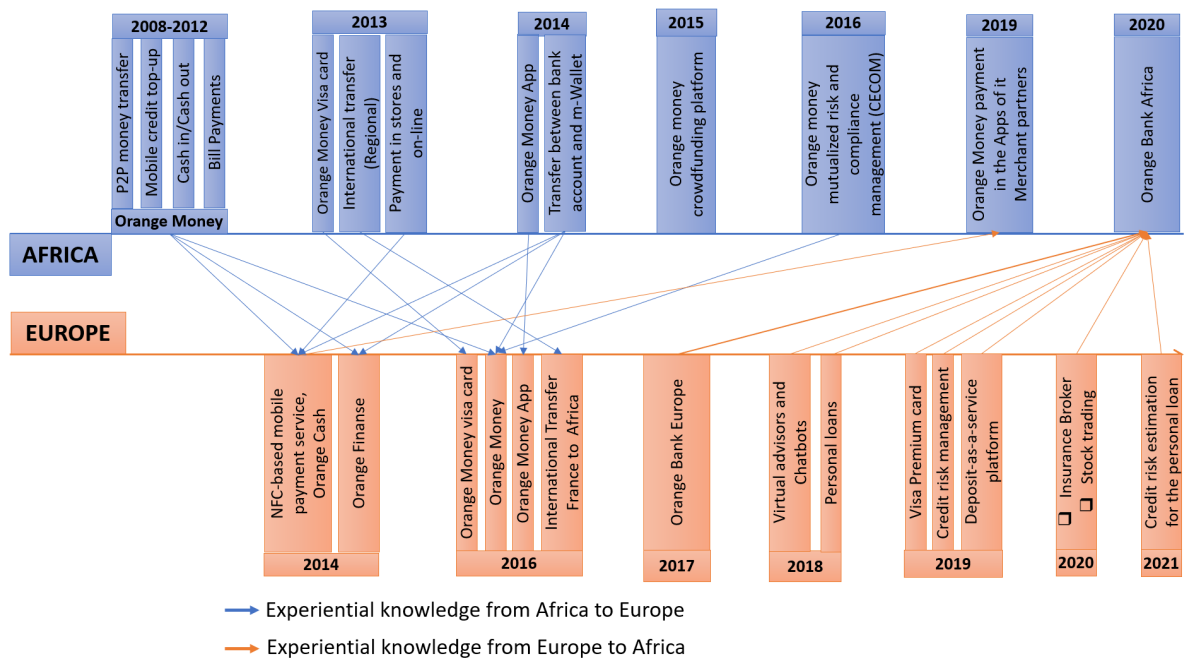 2008-2012
P2P money transfer
Mobile credit top-up
Cash in/Cash out
Bill Payments
Orange Money
2013
Orange Money Visa card
International transfer
(Regional)
Payment in stores and
on-line
2014
Orange Money App
Transfer between bank
account and m-Wallet
2015
Orange money
crowdfunding platform
2016
Orange money
mutualized risk and
compliance
management (CECOM)
2019
Orange Money payment
in the Apps of it
Merchant partners
2020
Orange Bank Africa
AFRICA
EUROPE
NFC-based mobile
payment service,
Orange Cash
Orange Finanse
2014
Orange Money visa card
Orange Money
Orange Money App
International Transfer
France to Africa
2016
Orange Bank Europe
2017
Virtual advisors and
Chatbots
Personal loans
2018
Visa Premium card
Credit risk management
Deposit-as-a-service
platform
2019
❑ Insurance Broker
❑ Stock trading
2020
Credit risk estimation
for the personal loan
2021
Experiential knowledge from Africa to Europe
Experiential knowledge from Europe to Africa